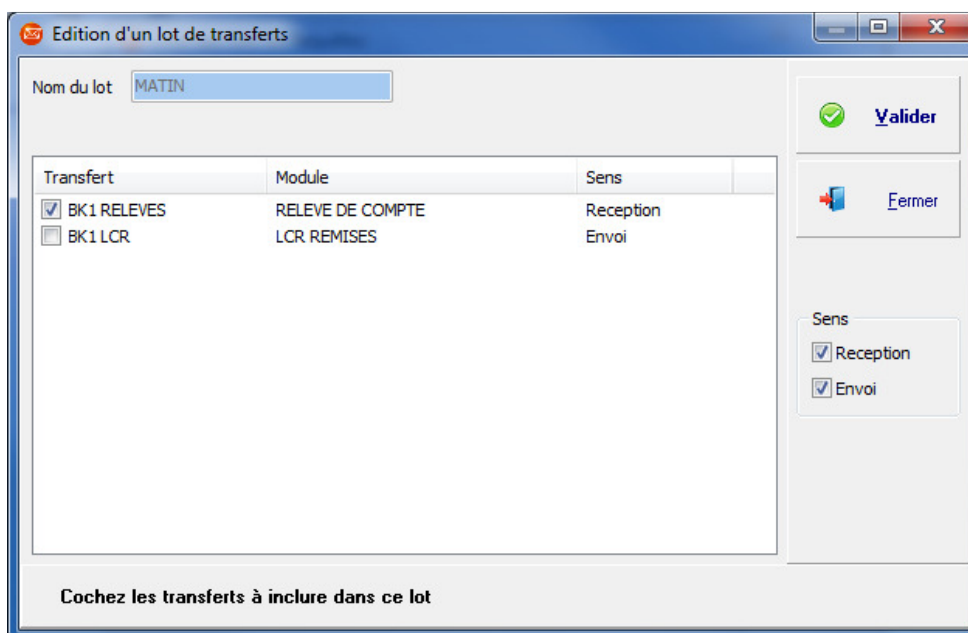 Edition d'un lot de transferts
Nom du lot MATIN
Valider
Fermer
Transfert Module Sens
BK1 RELEVES RELEVE DE COMPTE Reception
BK1 LCR LCR REMISES Envoi
Sens
Reception
Envoi
Cochez les transferts à inclure dans ce lot